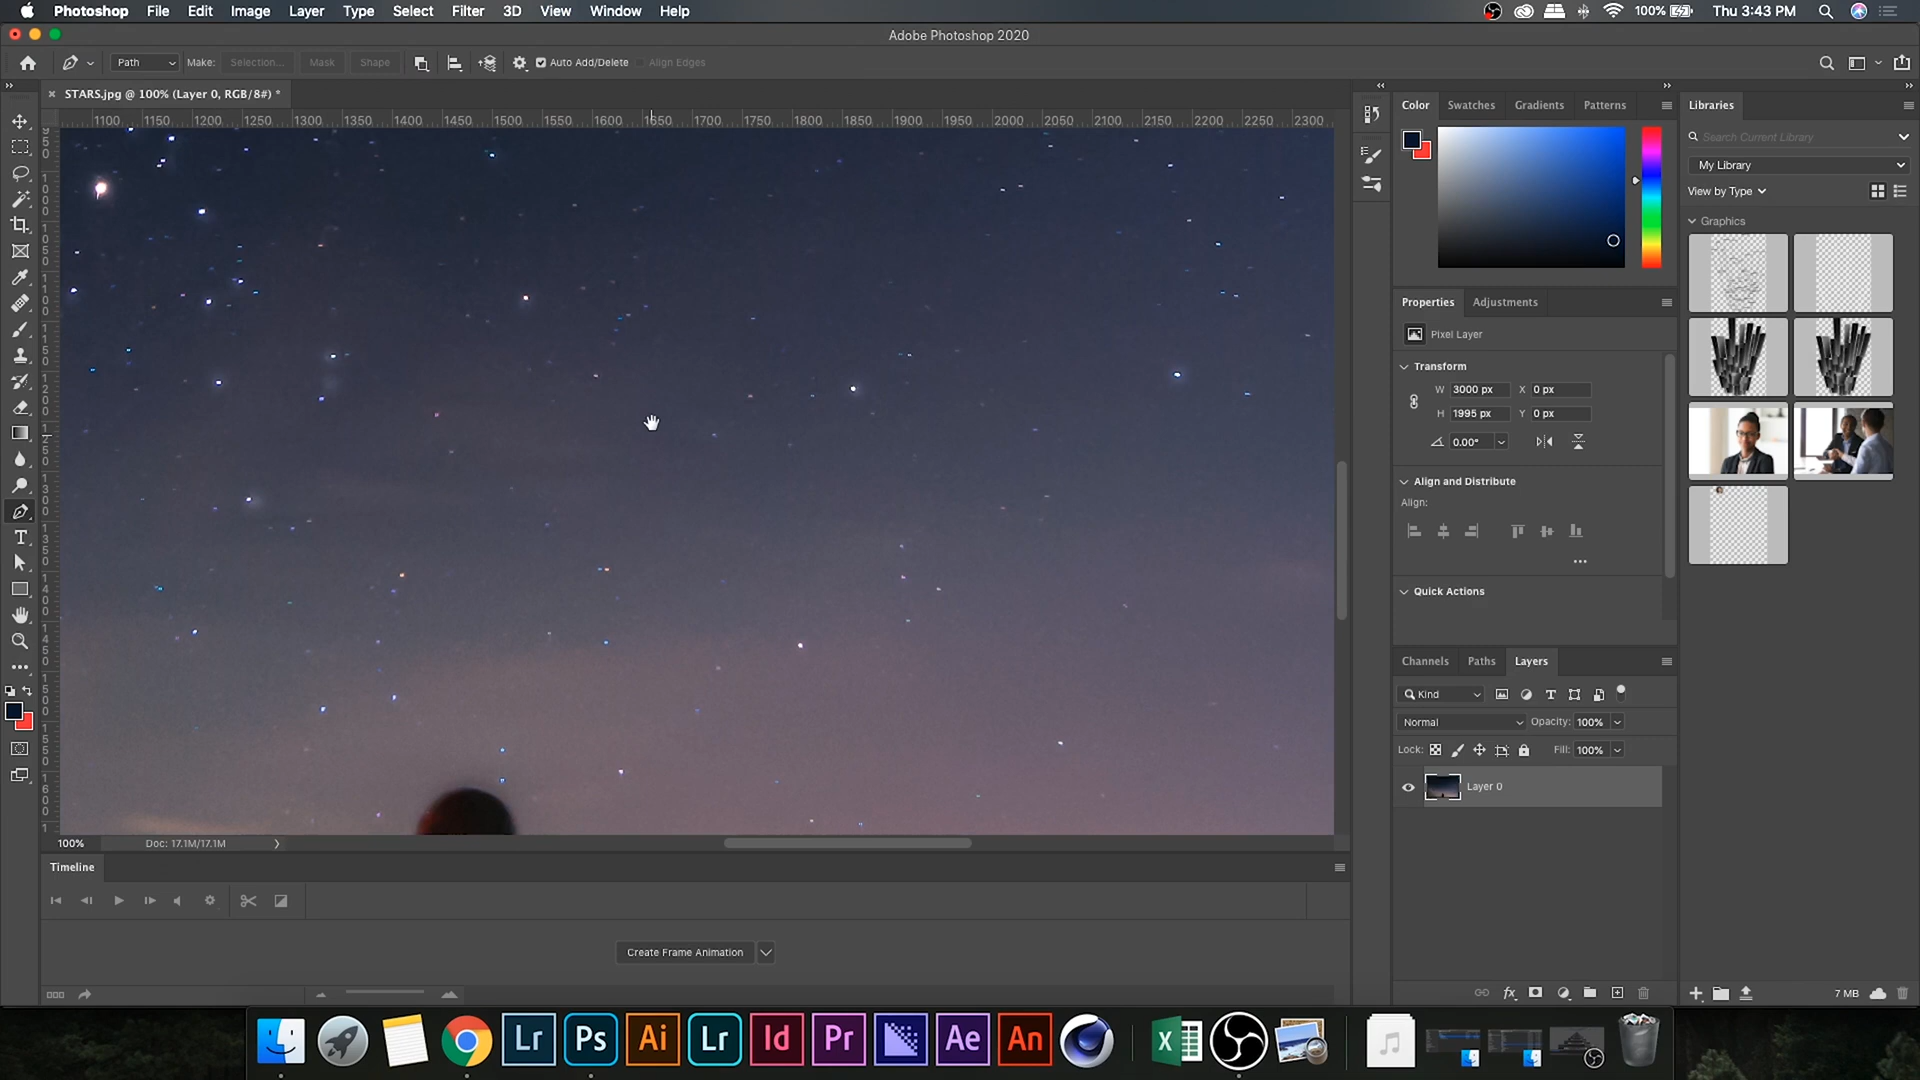 Photoshop File Edit Image Layer Type Select Filter 3D View Window Help 100% Thu 3:43 PM
Adobe Photoshop 2020
Path Make: Selection... Mask Shape Auto Add/Delete Align Edges
STARS.jpg @ 100% (Layer 0, RGB/8#) *
1100 1150 1200 1250 1300 1350 1400 1450 1500 1550 1600 1650 1700 1750 1800 1850 1900 1950 2000 2050 2100 2150 2200 2250 2300
Color Swatches Gradients Patterns
Libraries
Search Current Library
My Library
View by Type
Graphics
Properties Adjustments
Pixel Layer
Transform
W 3000 px X 0 px
H 1995 px Y 0 px
0.00°
Align and Distribute
Align:
Quick Actions
Channels Paths Layers
Kind
Normal Opacity: 100%
Lock: Fill: 100%
Layer 0
100% Doc: 17.1M/17.1M
Timeline
Create Frame Animation
fx
7 MB
Lr Ps Ai Lr Id Pr Ae An